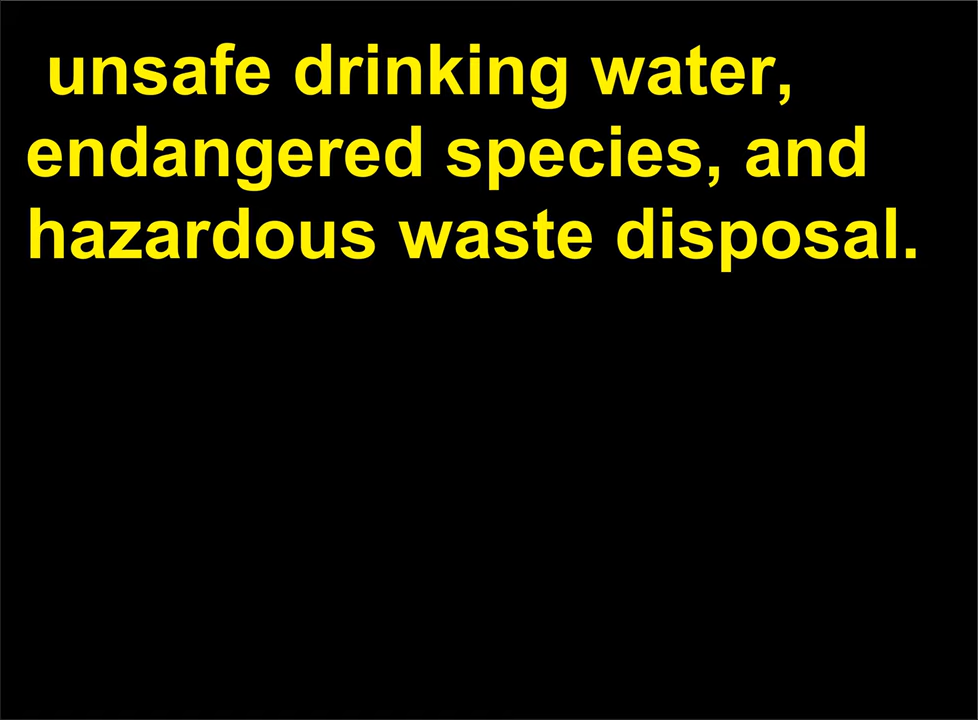 unsafe drinking water,
endangered species, and
hazardous waste disposal.